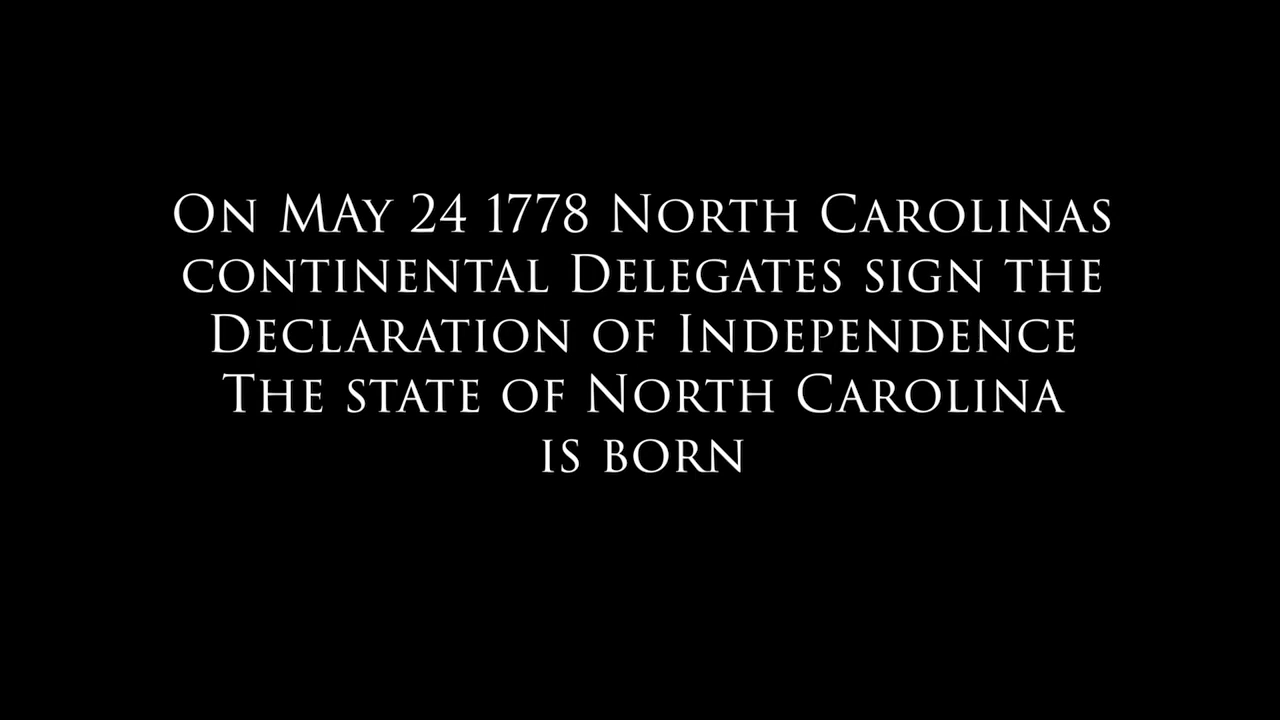 On MAy 24 1778 North Carolinas
continental Delegates sign the
Declaration of Independence
The state of North Carolina
is born